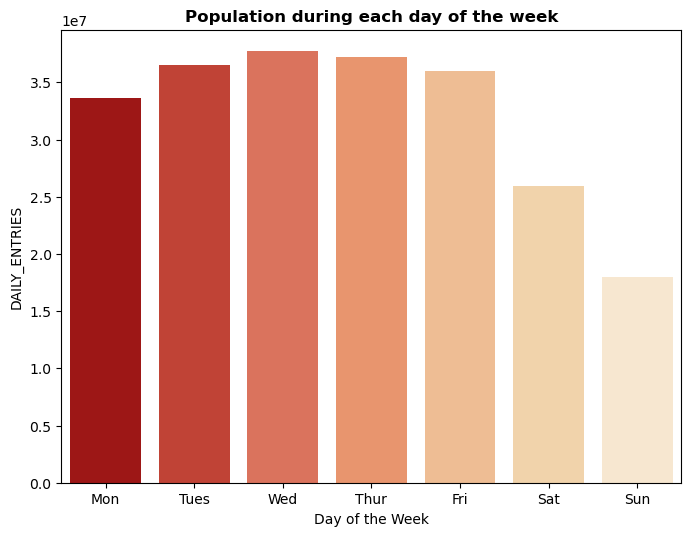 Population during each day of the week
1e7
3.5
3.0
2.5
2.0
1.5
1.0
0.5
0.0
DAILY_ENTRIES
Mon Tues Wed Thur Fri Sat Sun
Day of the Week